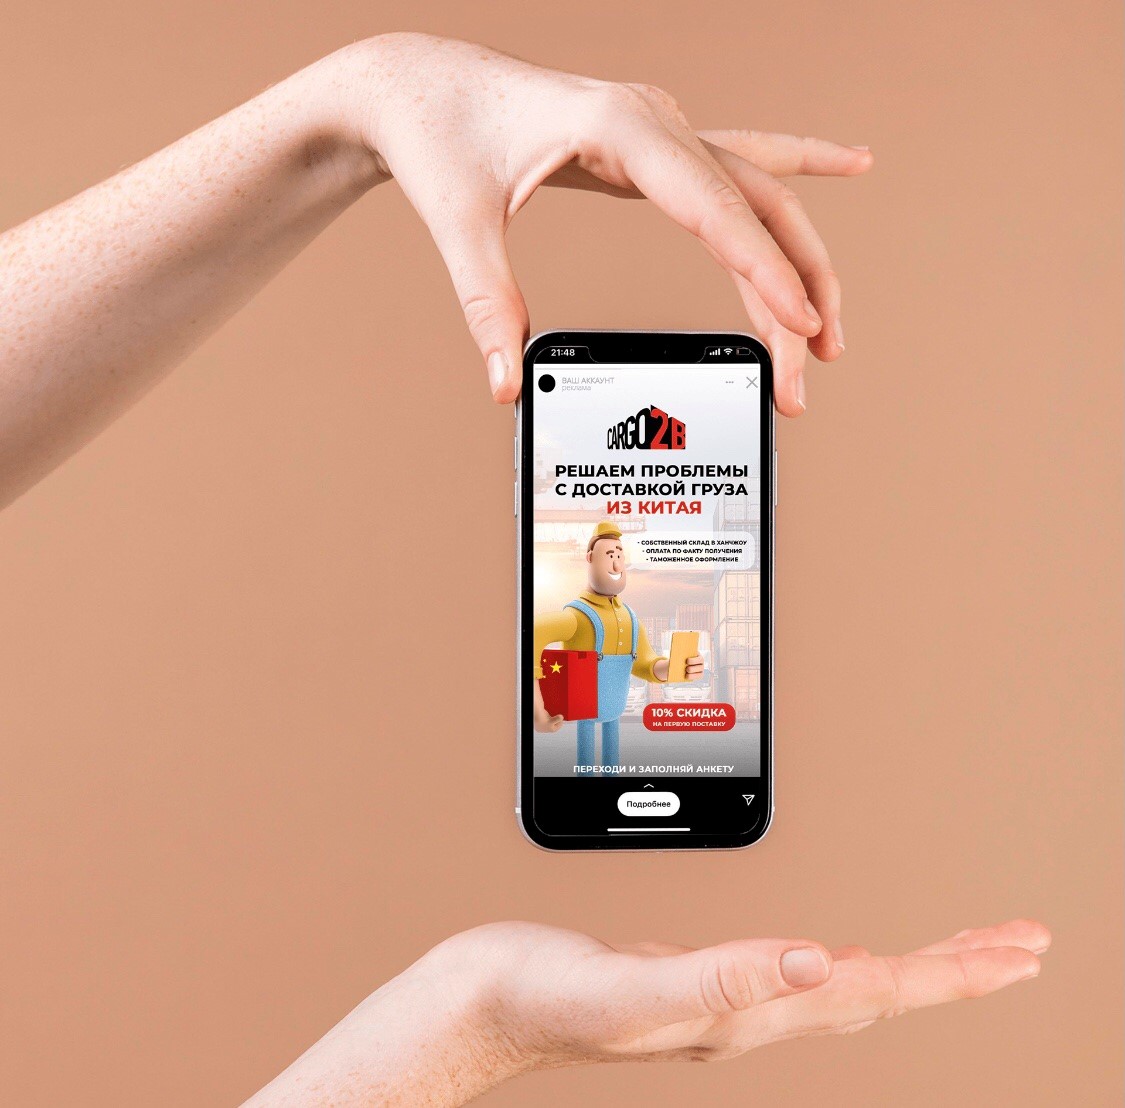 21:48
ВАШ АККАУНТ
реклама
CARGO2B
РЕШАЕМ ПРОБЛЕМЫ
С ДОСТАВКОЙ ГРУЗА
ИЗ КИТАЯ
- СОБСТВЕННЫЙ СКЛАД В ХАНЧЖОУ
- ОПЛАТА ПО ФАКТУ ПОЛУЧЕНИЯ
- ТАМОЖЕННОЕ ОФОРМЛЕНИЕ
10% СКИДКА
НА ПЕРВУЮ ПОСТАВКУ
ПЕРЕХОДИ И ЗАПОЛНЯЙ АНКЕТУ
Подробнее